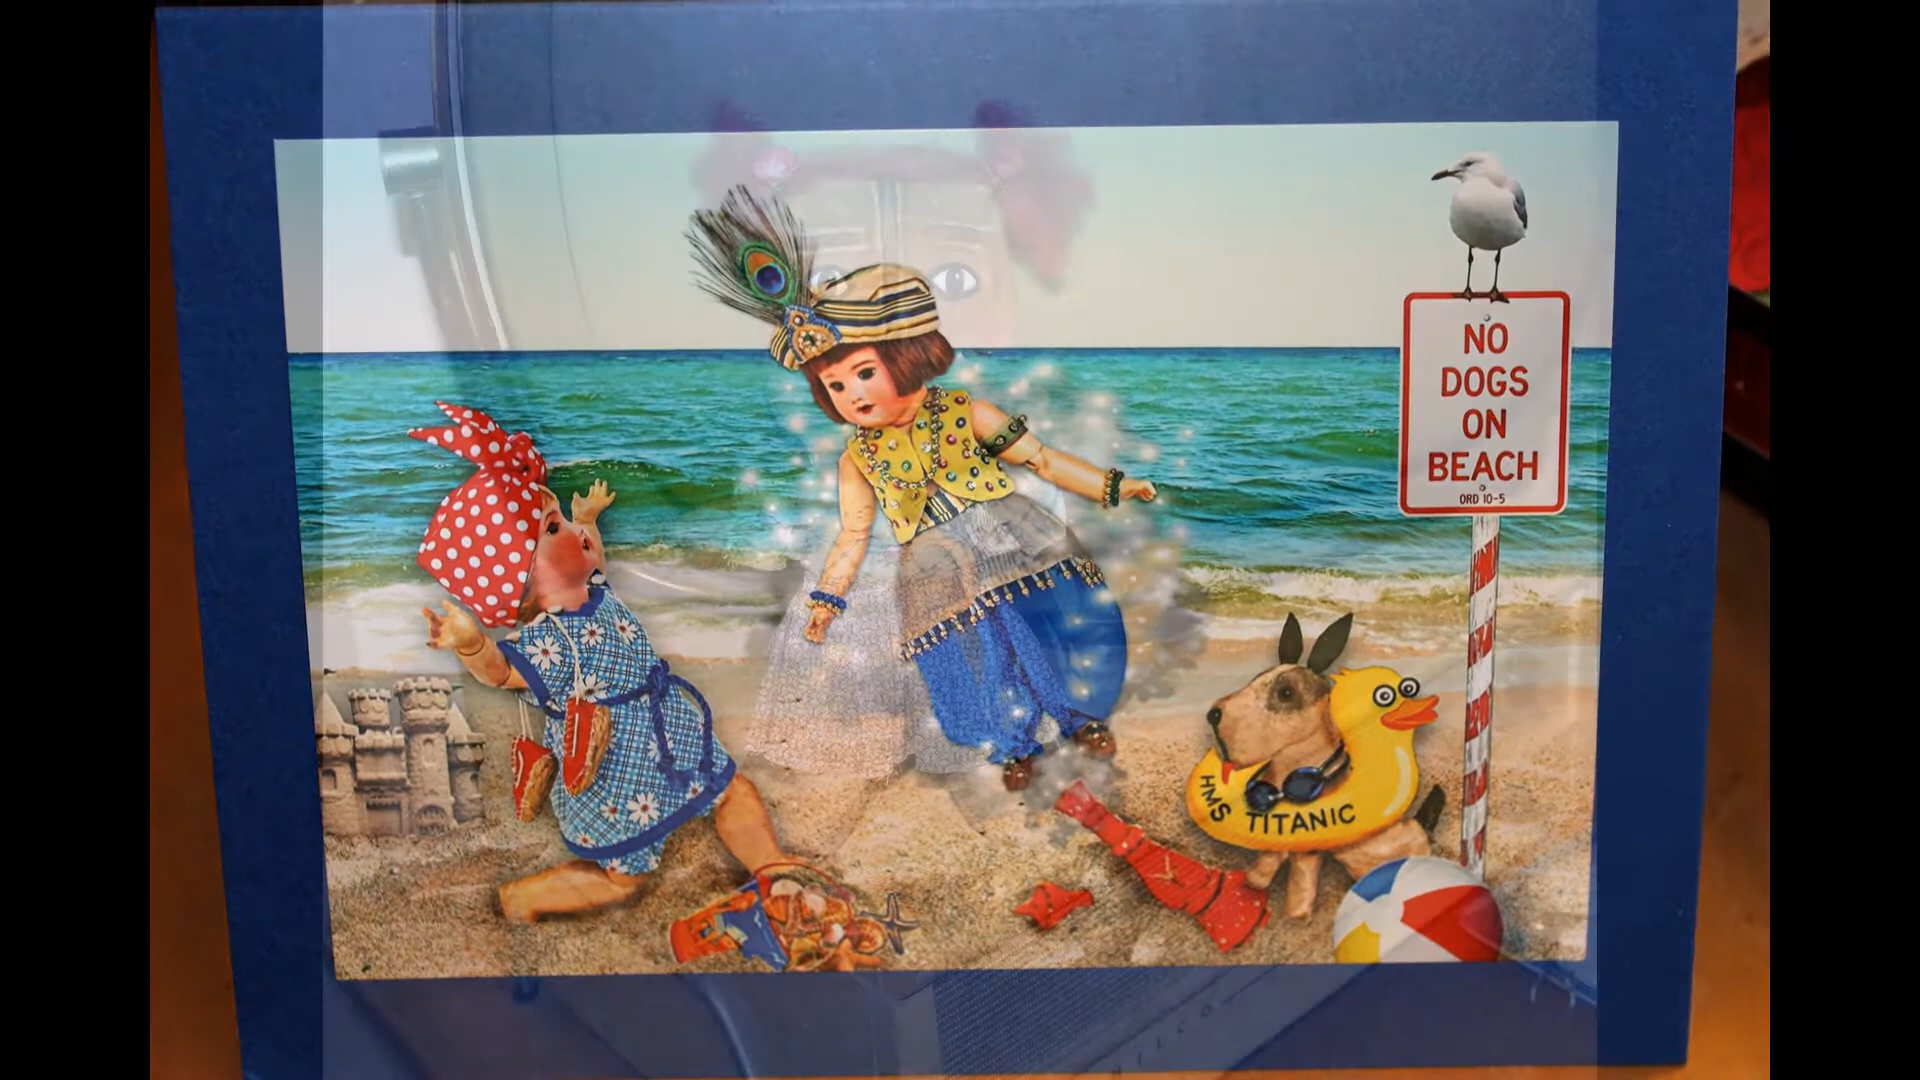 NO
DOGS
ON
BEACH
ORD 10-5
HMS TITANIC